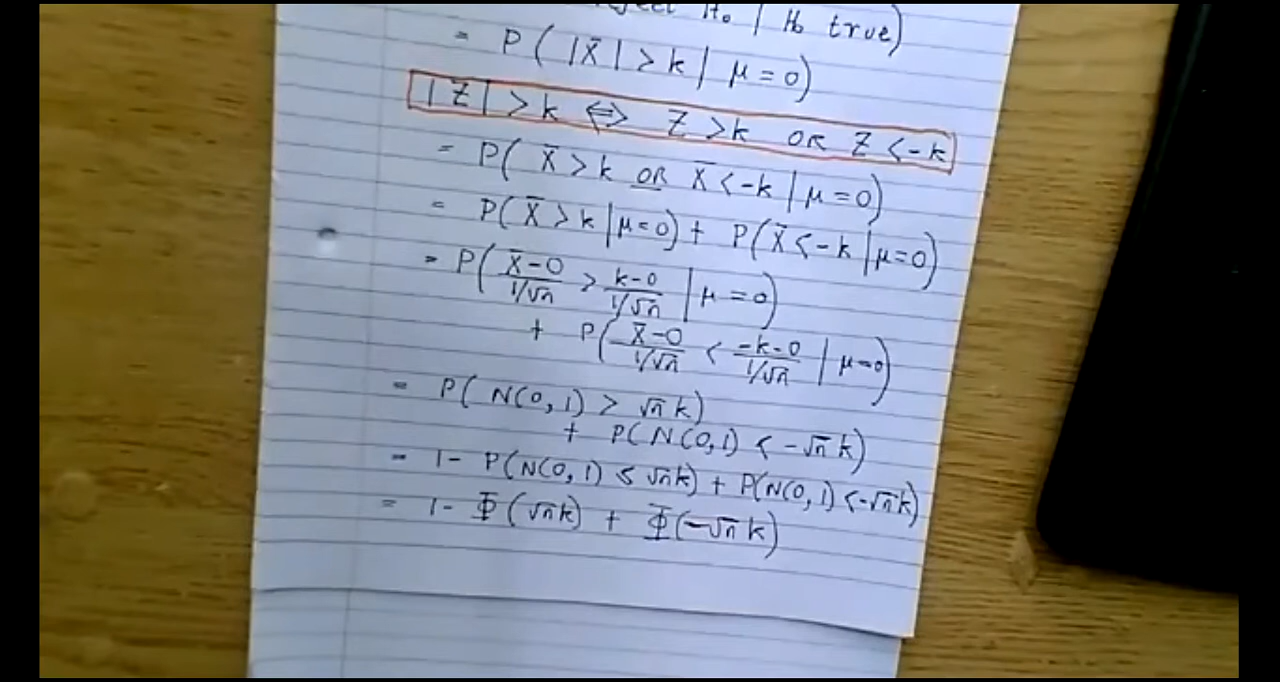 H₀ | H₀ true)
= P( |X̄| > k | μ = 0)
|Z| > k ⇔ Z > k OR Z < -k
= P( X̄ > k OR X̄ < -k | μ = 0)
= P(X̄ > k | μ = 0) + P(X̄ < -k | μ = 0)
= P( (X̄ - 0)/(1/√n) > (k - 0)/(1/√n) | μ = 0)
+ P( (X̄ - 0)/(1/√n) < (-k - 0)/(1/√n) | μ = 0)
= P( N(0, 1) > √n k)
+ P( N(0, 1) < -√n k)
= 1 - P(N(0, 1) ≤ √n k) + P(N(0, 1) < -√n k)
= 1 - Φ(√n k) + Φ(-√n k)